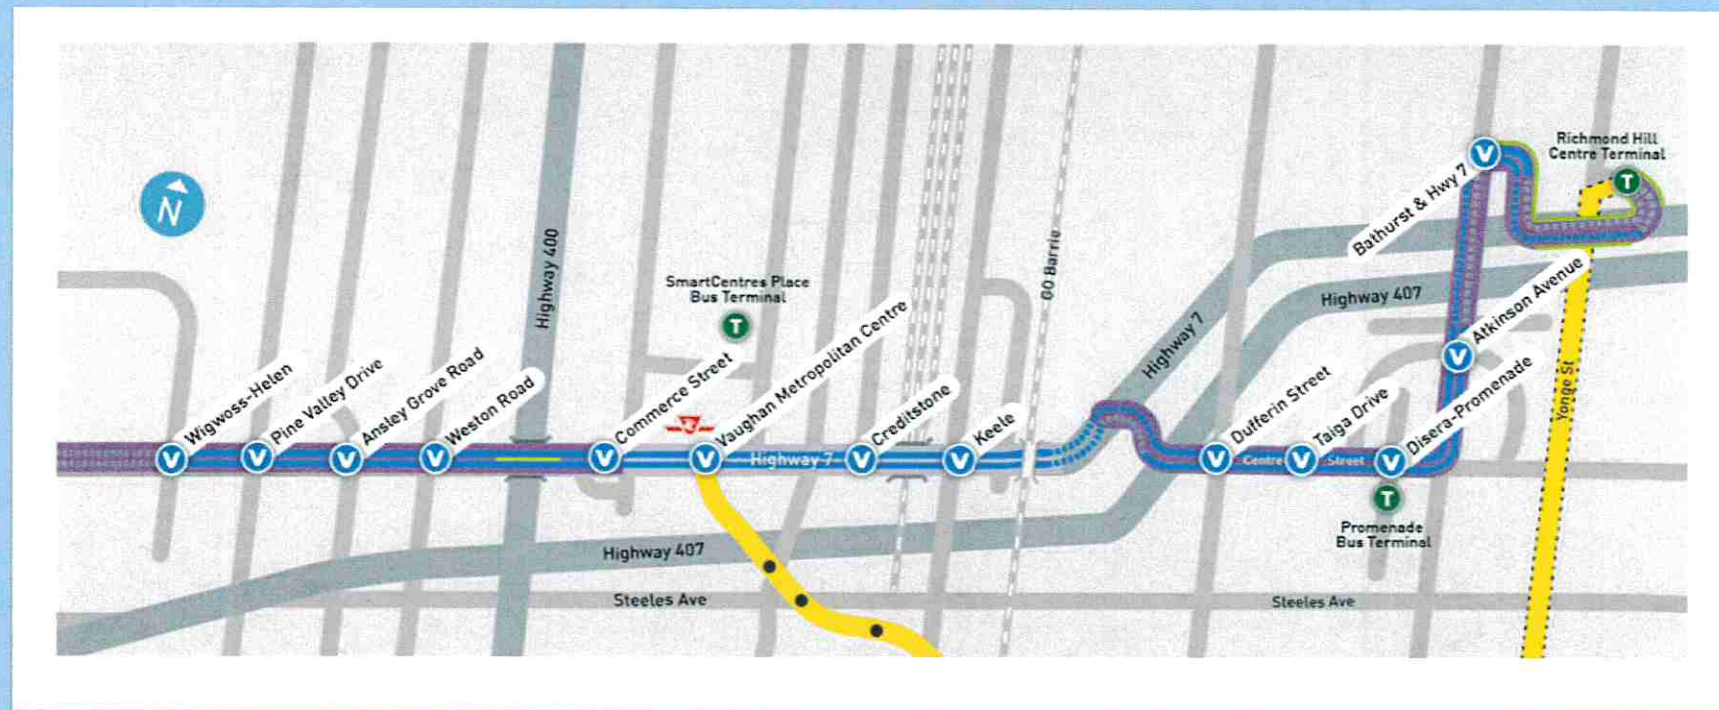 N
Highway 400
SmartCentres Place
Bus Terminal
T
Wigwoss-Helen
Pine Valley Drive
Ansley Grove Road
Weston Road
Commerce Street
Vaughan Metropolitan Centre
Creditstone
Keele
GO Barrie
Highway 7
Highway 7
Highway 407
Dufferin Street
Taiga Drive
Disera-Promenade
Atkinson Avenue
Bathurst & Hwy 7
Richmond Hill
Centre Terminal
T
Centre Street
T
Promenade
Bus Terminal
Yonge St
Highway 407
Steeles Ave
Steeles Ave
V
V
V
V
V
V
V
V
V
V
V
V
V